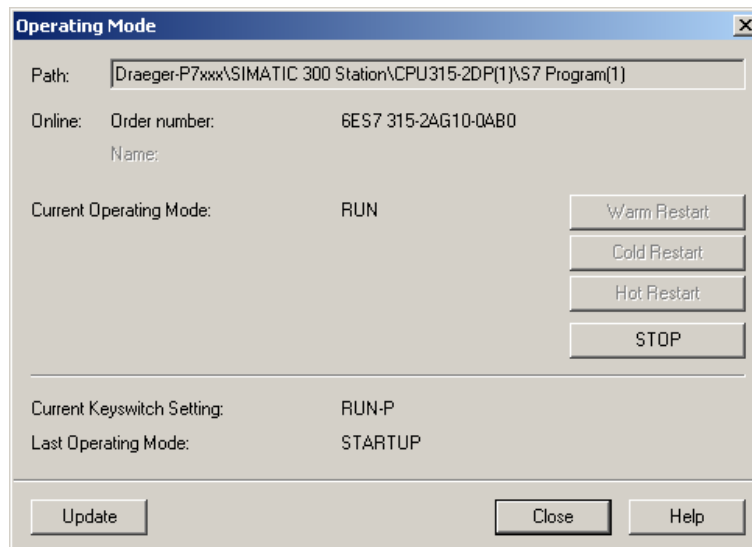 Operating Mode
Path: Draeger-P7xxx\SIMATIC 300 Station\CPU315-2DP(1)\S7 Program(1)
Online: Order number: 6ES7 315-2AG10-0AB0
Name:
Current Operating Mode: RUN
Warm Restart
Cold Restart
Hot Restart
STOP
Current Keyswitch Setting: RUN-P
Last Operating Mode: STARTUP
Update Close Help